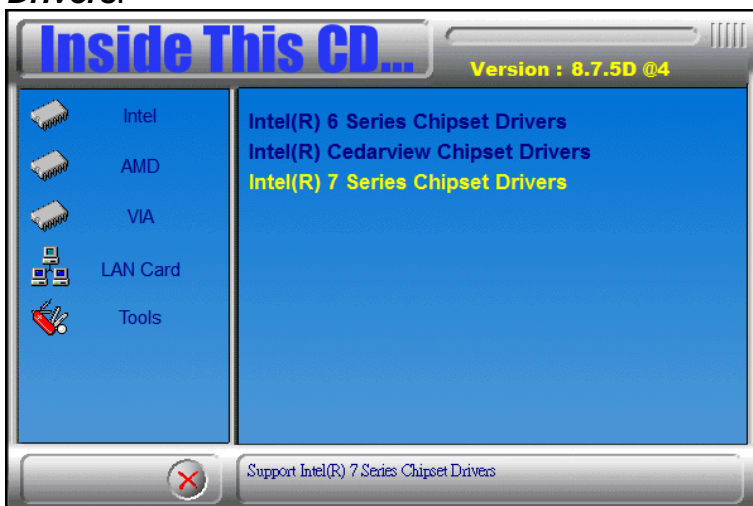 Drivers.
Inside This CD...
Version : 8.7.5D @4
Intel
AMD
VIA
LAN Card
Tools
Intel(R) 6 Series Chipset Drivers
Intel(R) Cedarview Chipset Drivers
Intel(R) 7 Series Chipset Drivers
Support Intel(R) 7 Series Chipset Drivers